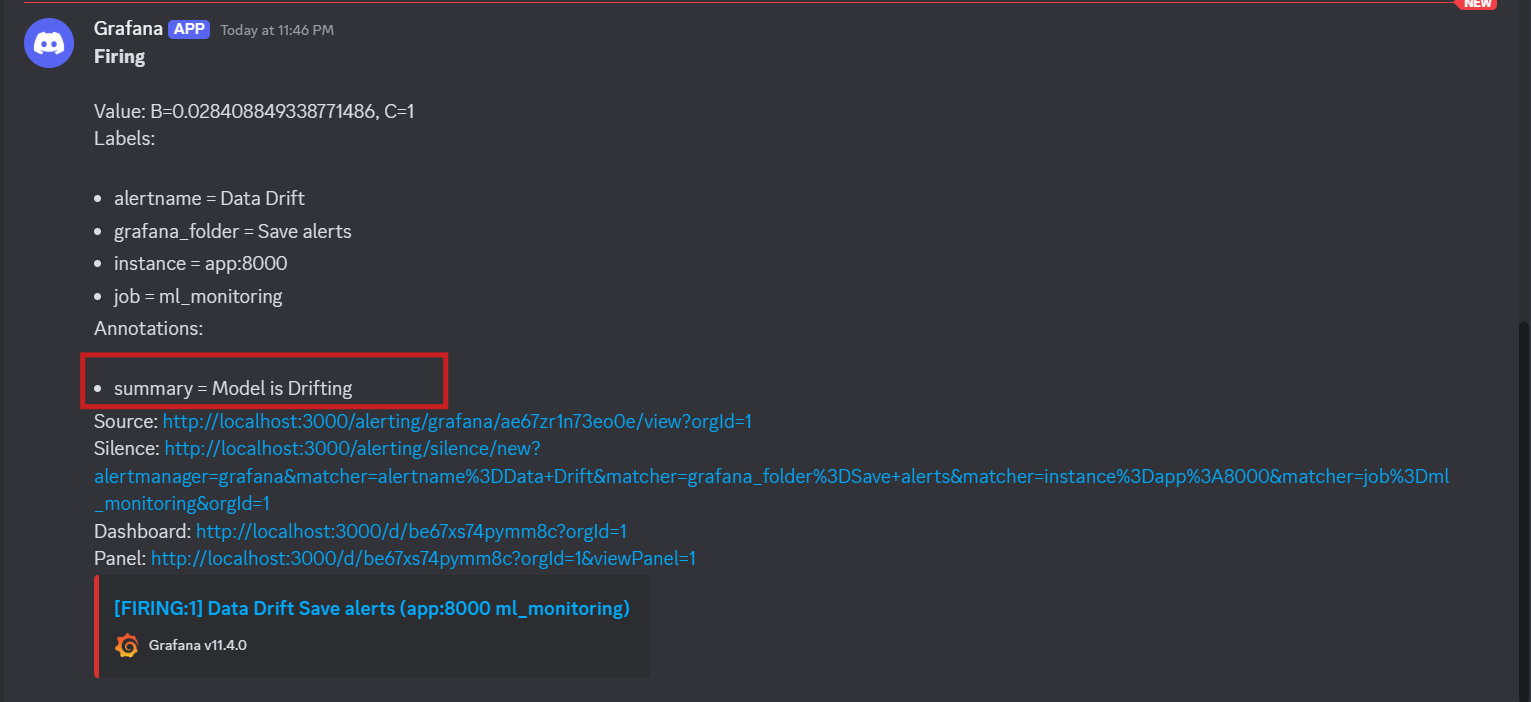 NEW
Grafana APP Today at 11:46 PM
Firing
Value: B=0.028408849338771486, C=1
Labels:
• alertname = Data Drift
• grafana_folder = Save alerts
• instance = app:8000
• job = ml_monitoring
Annotations:
• summary = Model is Drifting
Source: http://localhost:3000/alerting/grafana/ae67zr1n73eo0e/view?orgId=1
Silence: http://localhost:3000/alerting/silence/new?
alertmanager=grafana&matcher=alertname%3DData+Drift&matcher=grafana_folder%3DSave+alerts&matcher=instance%3Dapp%3A8000&matcher=job%3Dml
_monitoring&orgId=1
Dashboard: http://localhost:3000/d/be67xs74pymm8c?orgId=1
Panel: http://localhost:3000/d/be67xs74pymm8c?orgId=1&viewPanel=1
[FIRING:1] Data Drift Save alerts (app:8000 ml_monitoring)
Grafana v11.4.0